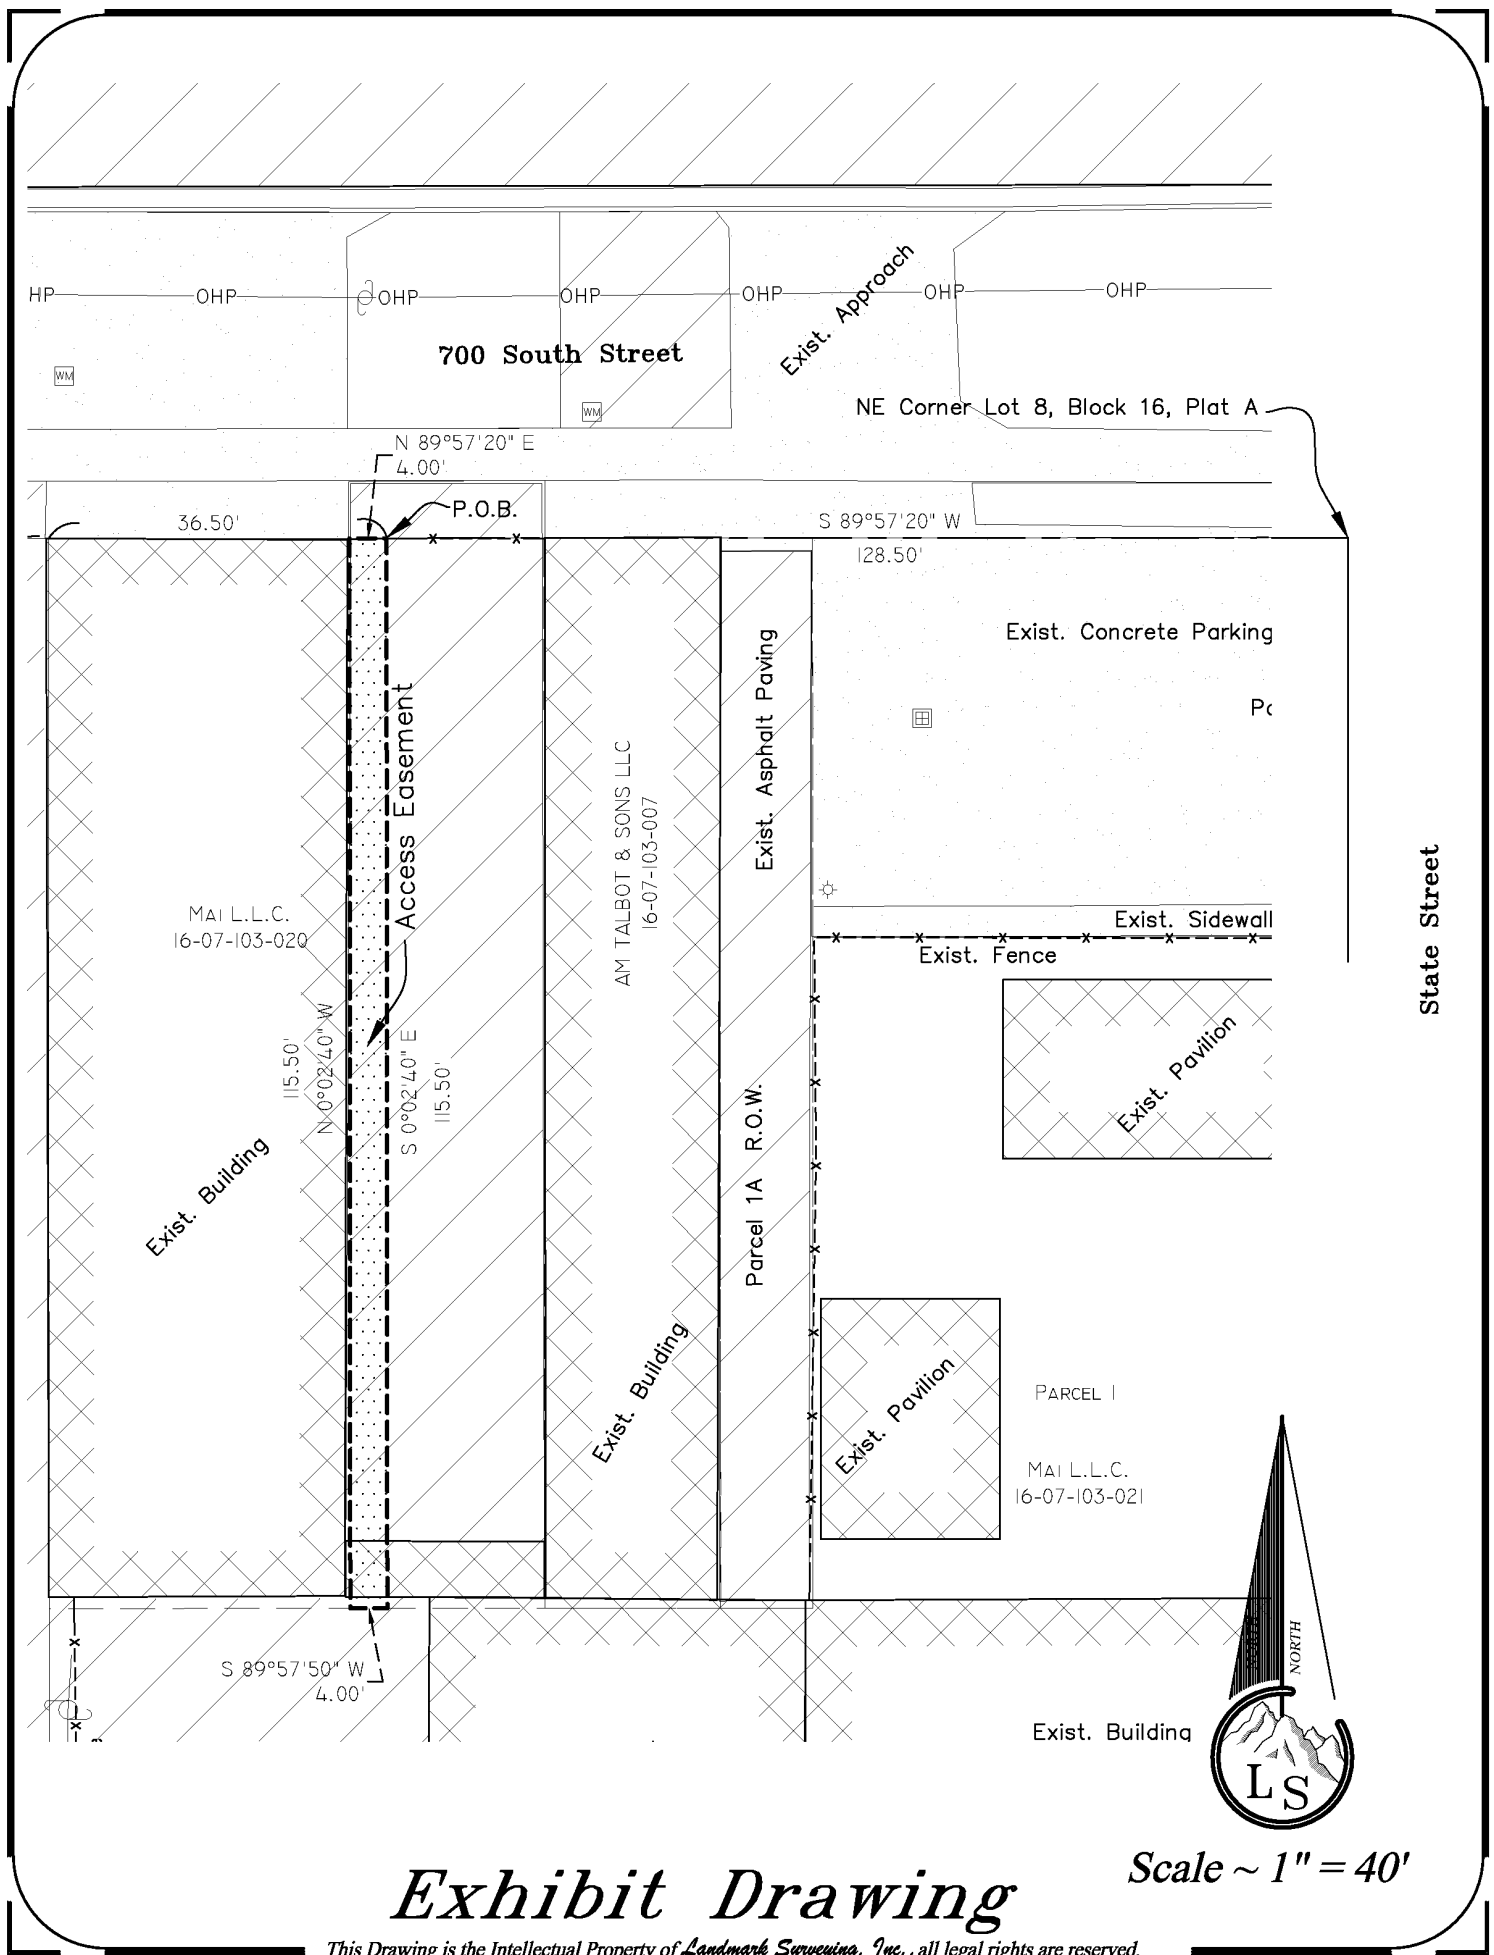 HP
OHP
OHP
OHP
OHP
OHP
OHP
Exist. Approach
700 South Street
WM
WM
NE Corner Lot 8, Block 16, Plat A
N 89°57'20" E
4.00'
P.O.B.
36.50'
S 89°57'20" W
128.50'
Exist. Concrete Parking
Exist. Asphalt Paving
Access Easement
AM TALBOT & SONS LLC
16-07-103-007
MAI L.L.C.
16-07-103-020
Exist. Sidewal
Exist. Fence
State Street
115.50'
N 0°02'40" W
S 0°02'40" E
115.50'
Exist. Pavilion
Parcel 1A R.O.W.
Exist. Building
Exist. Building
Exist. Pavilion
PARCEL 1
MAI L.L.C.
16-07-103-021
S 89°57'50" W
4.00'
NORTH
NORTH
Exist. Building
L S
Scale ~ 1" = 40'
Exhibit Drawing
This Drawing is the Intellectual Property of Landmark Surveying, Inc., all legal rights are reserved.